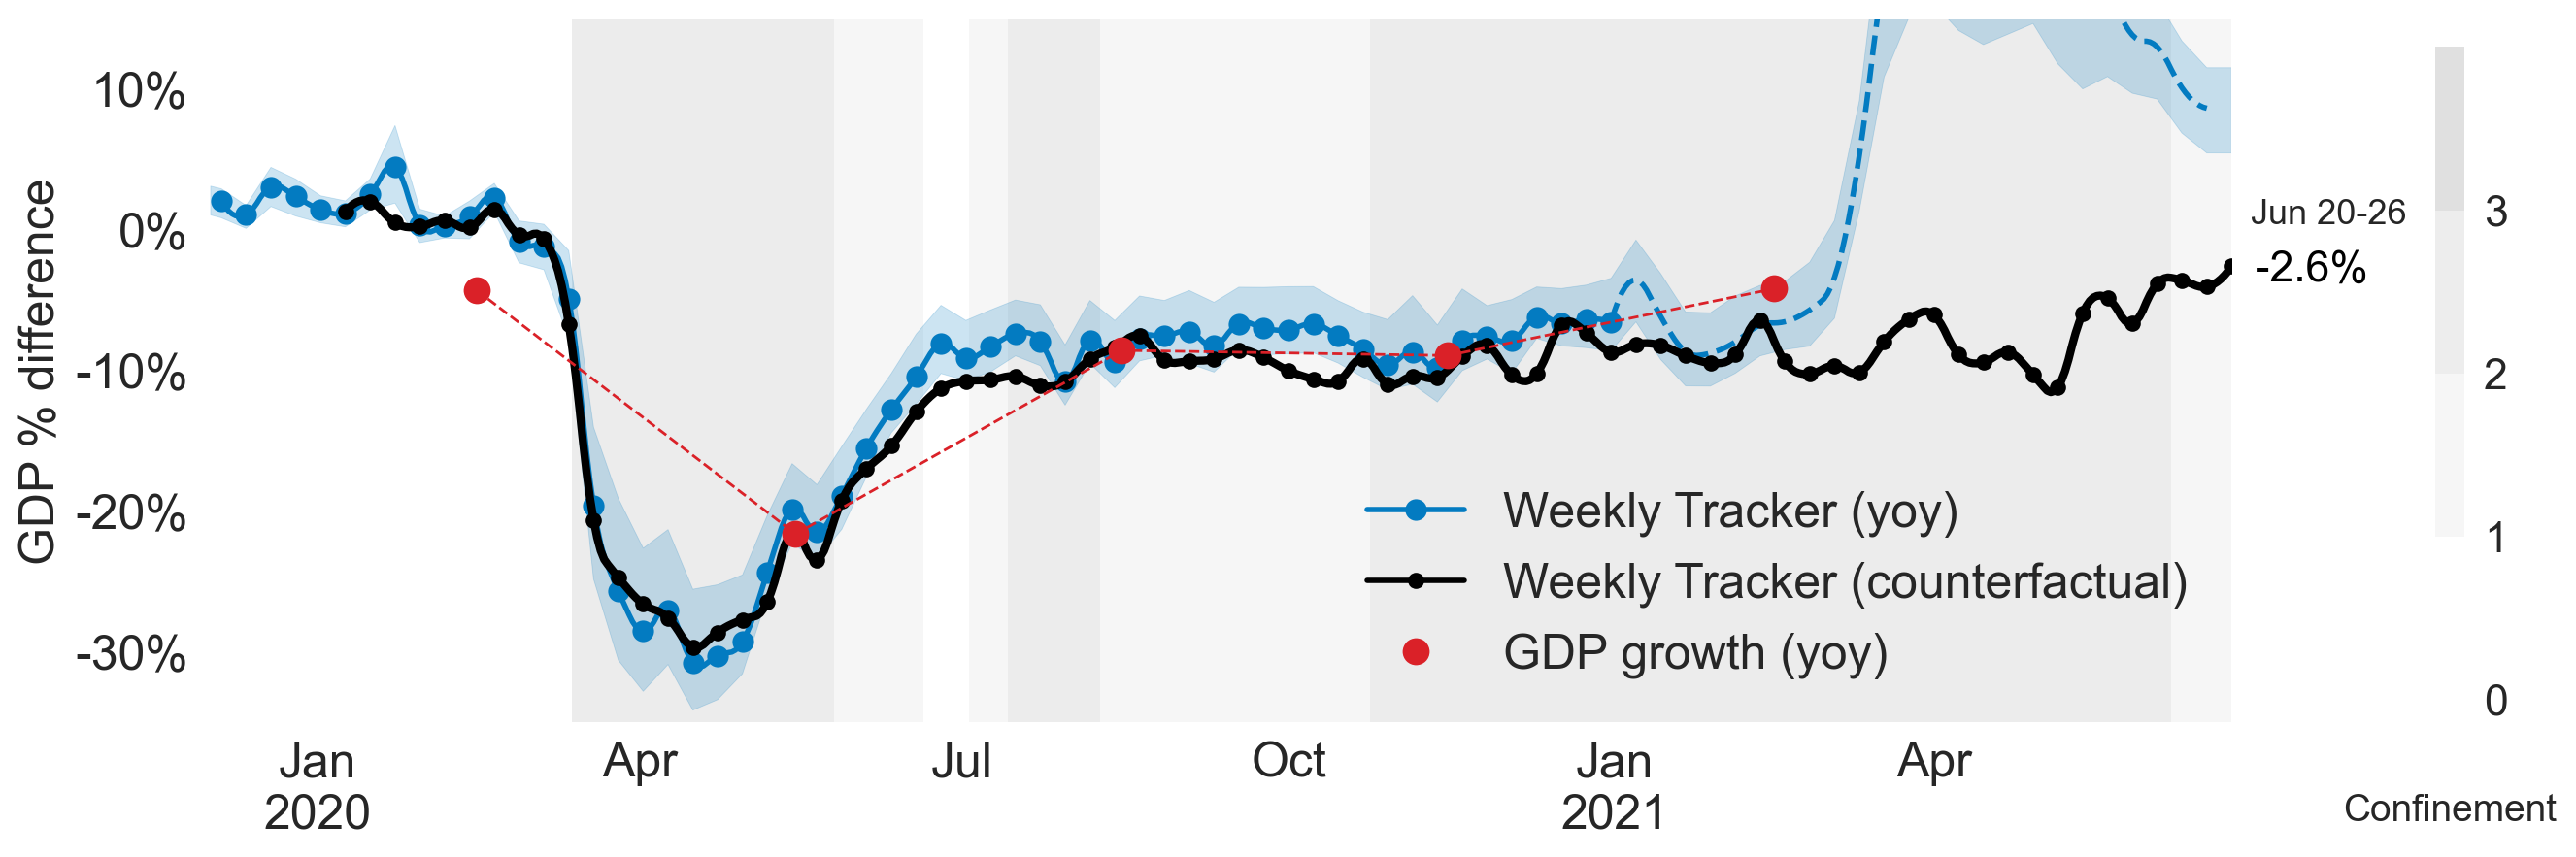 GDP % difference
10%
0%
-10%
-20%
-30%
Jan
2020
Apr
Jul
Oct
Jan
2021
Apr
Weekly Tracker (yoy)
Weekly Tracker (counterfactual)
GDP growth (yoy)
Jun 20-26
-2.6%
3
2
1
0
Confinement